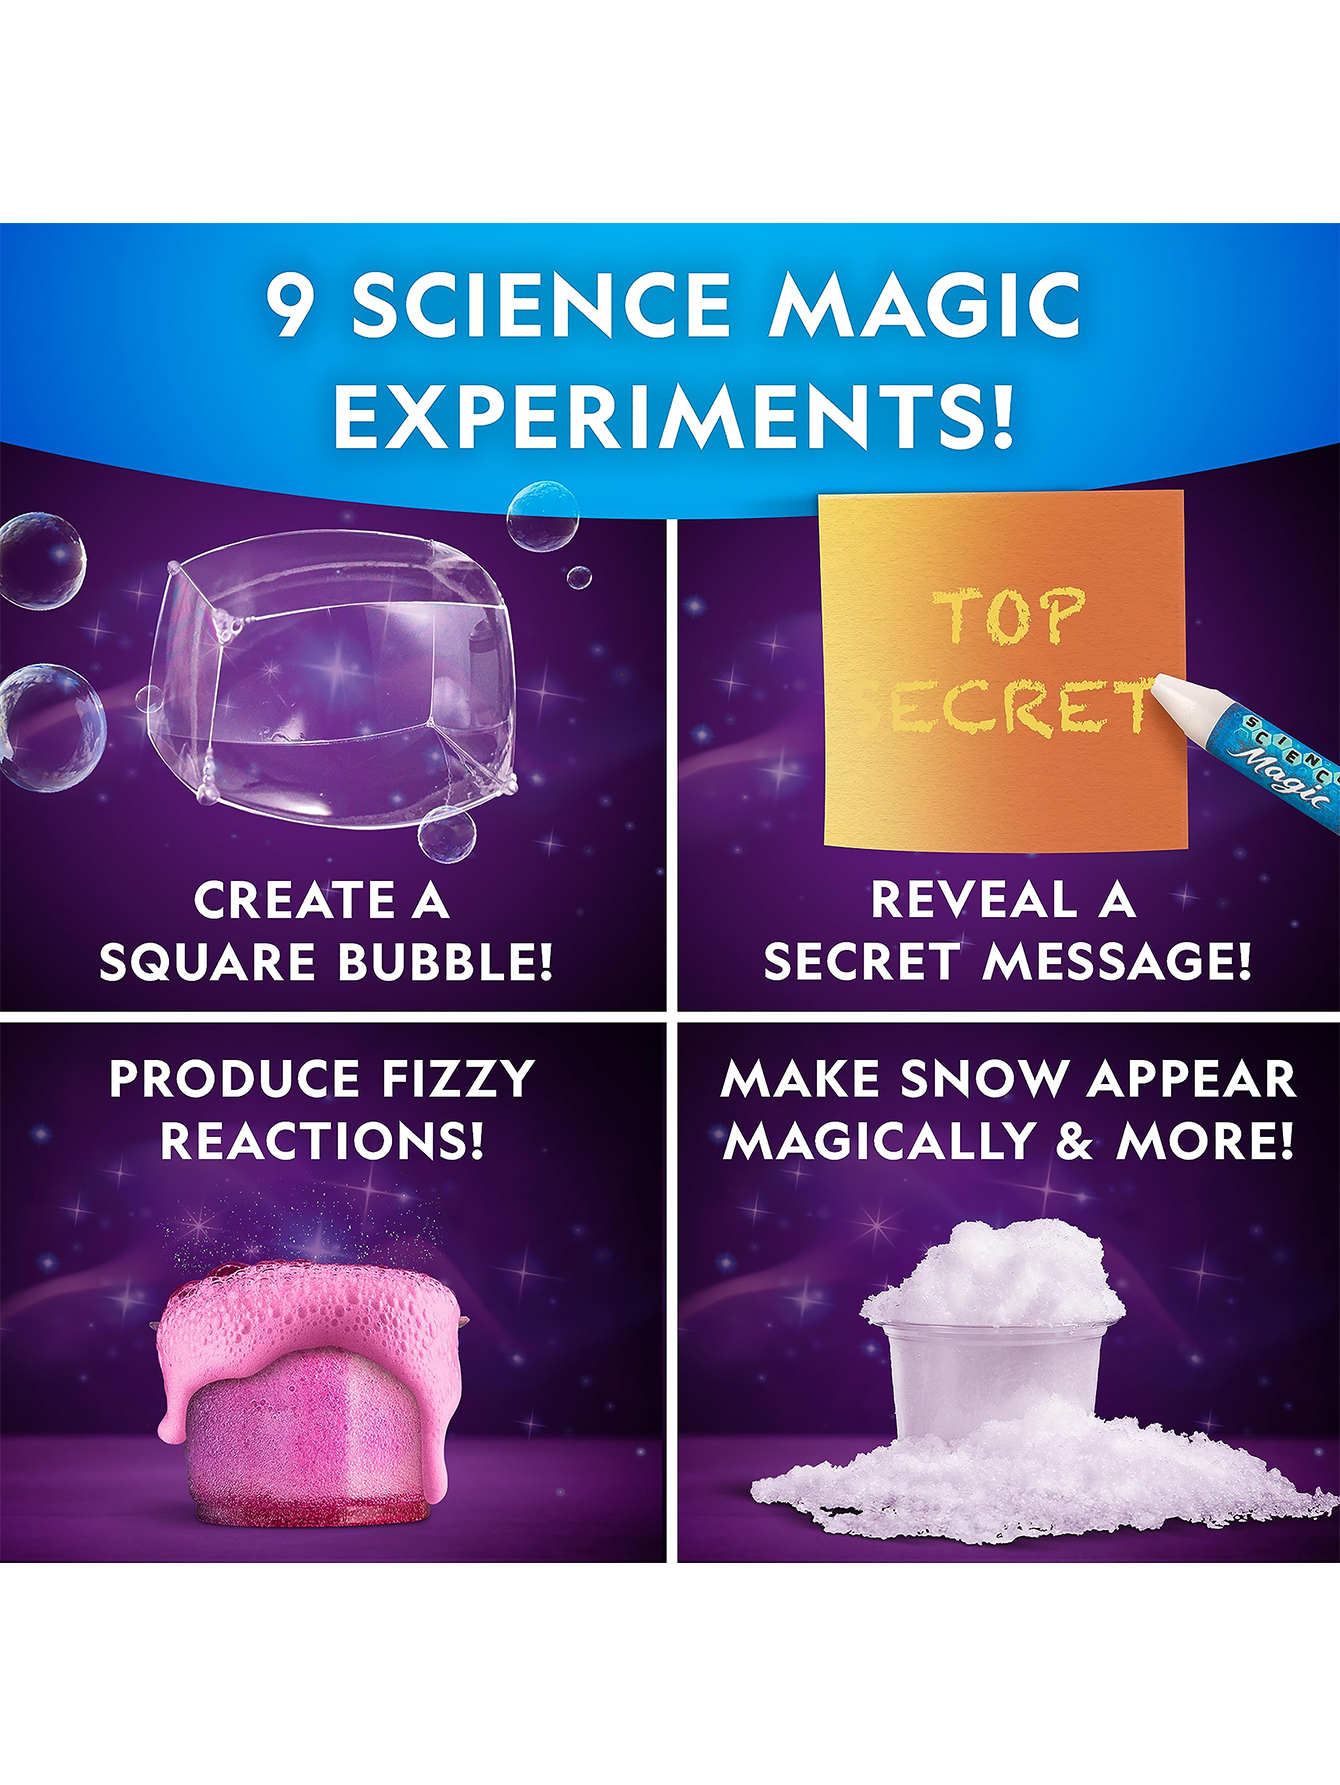 9 SCIENCE MAGIC
EXPERIMENTS!
TOP
SECRET
SCIENCE
Magic
CREATE A
SQUARE BUBBLE!
REVEAL A
SECRET MESSAGE!
PRODUCE FIZZY
REACTIONS!
MAKE SNOW APPEAR
MAGICALLY & MORE!